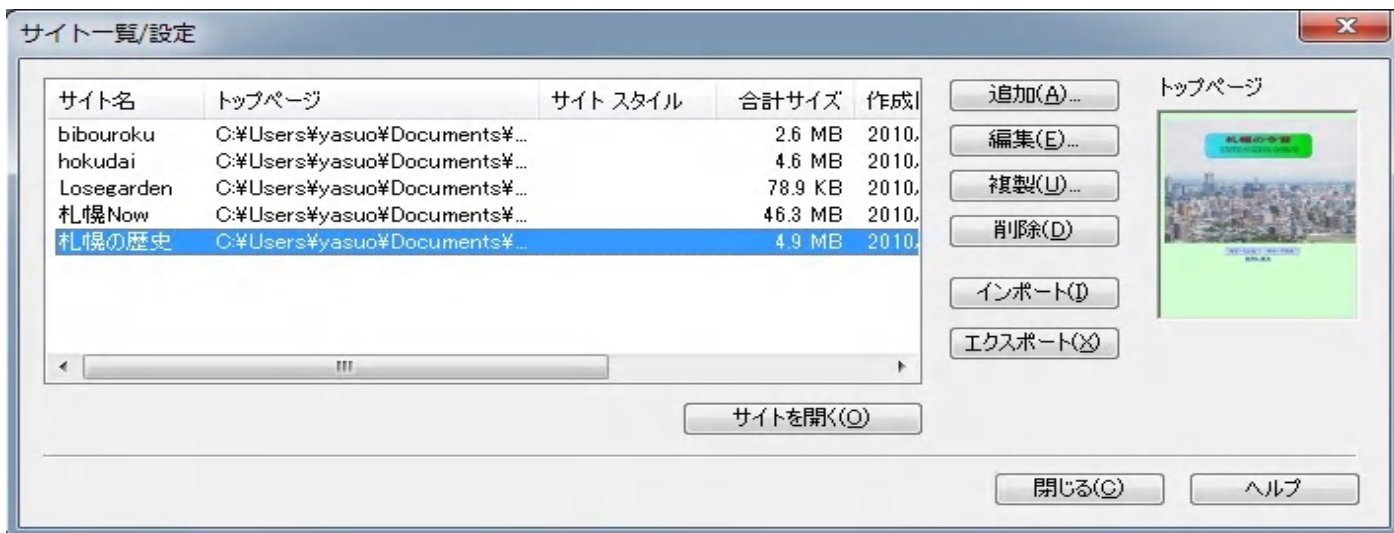 サイト一覧/設定
サイト名 トップページ サイト スタイル 合計サイズ 作成
bibouroku C:¥Users¥yasuo¥Documents¥... 2.6 MB 2010
hokudai C:¥Users¥yasuo¥Documents¥... 4.6 MB 2010
Losegarden C:¥Users¥yasuo¥Documents¥... 78.9 KB 2010
札幌Now C:¥Users¥yasuo¥Documents¥... 46.3 MB 2010
札幌の歴史 C:¥Users¥yasuo¥Documents¥... 4.9 MB 2010
追加(A)...
編集(E)...
複製(U)...
削除(D)
インポート(I)
エクスポート(X)
トップページ
札幌の今昔
サイトを開く(O)
閉じる(C) ヘルプ